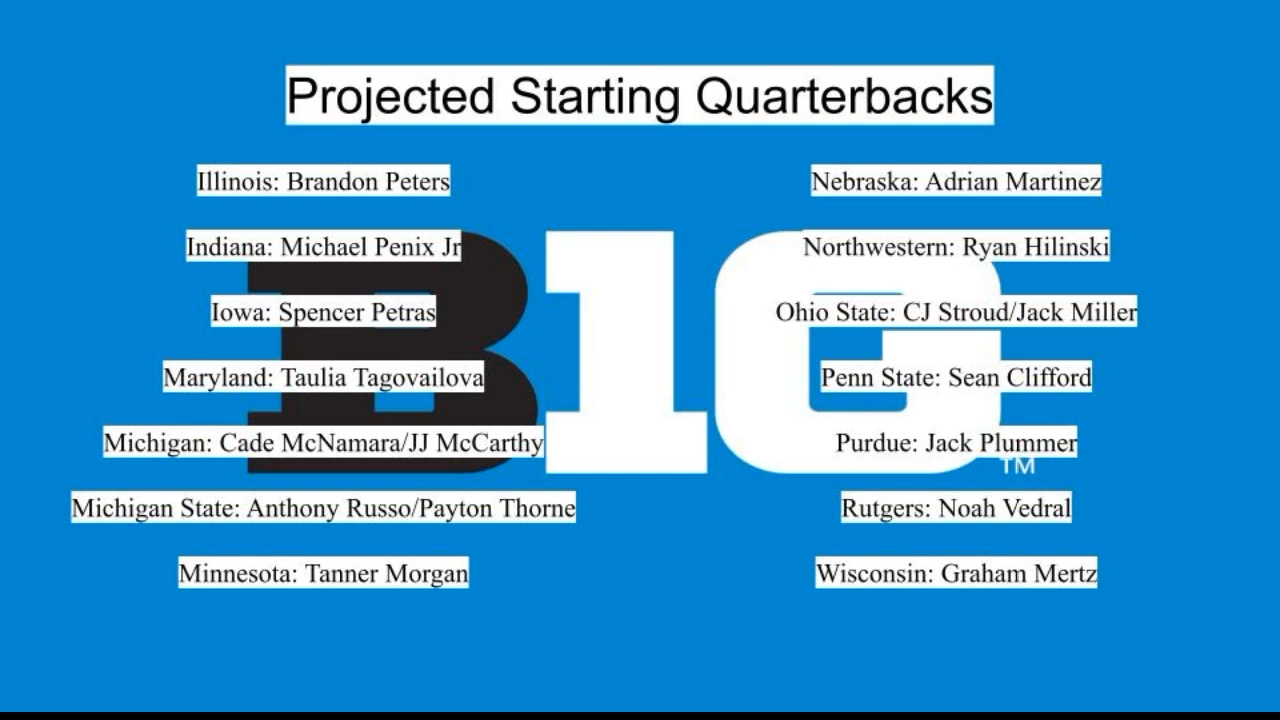 Projected Starting Quarterbacks
Illinois: Brandon Peters
Indiana: Michael Penix Jr
Iowa: Spencer Petras
Maryland: Taulia Tagovailova
Michigan: Cade McNamara/JJ McCarthy
Michigan State: Anthony Russo/Payton Thorne
Minnesota: Tanner Morgan
Nebraska: Adrian Martinez
Northwestern: Ryan Hilinski
Ohio State: CJ Stroud/Jack Miller
Penn State: Sean Clifford
Purdue: Jack Plummer
Rutgers: Noah Vedral
Wisconsin: Graham Mertz
B1G
TM